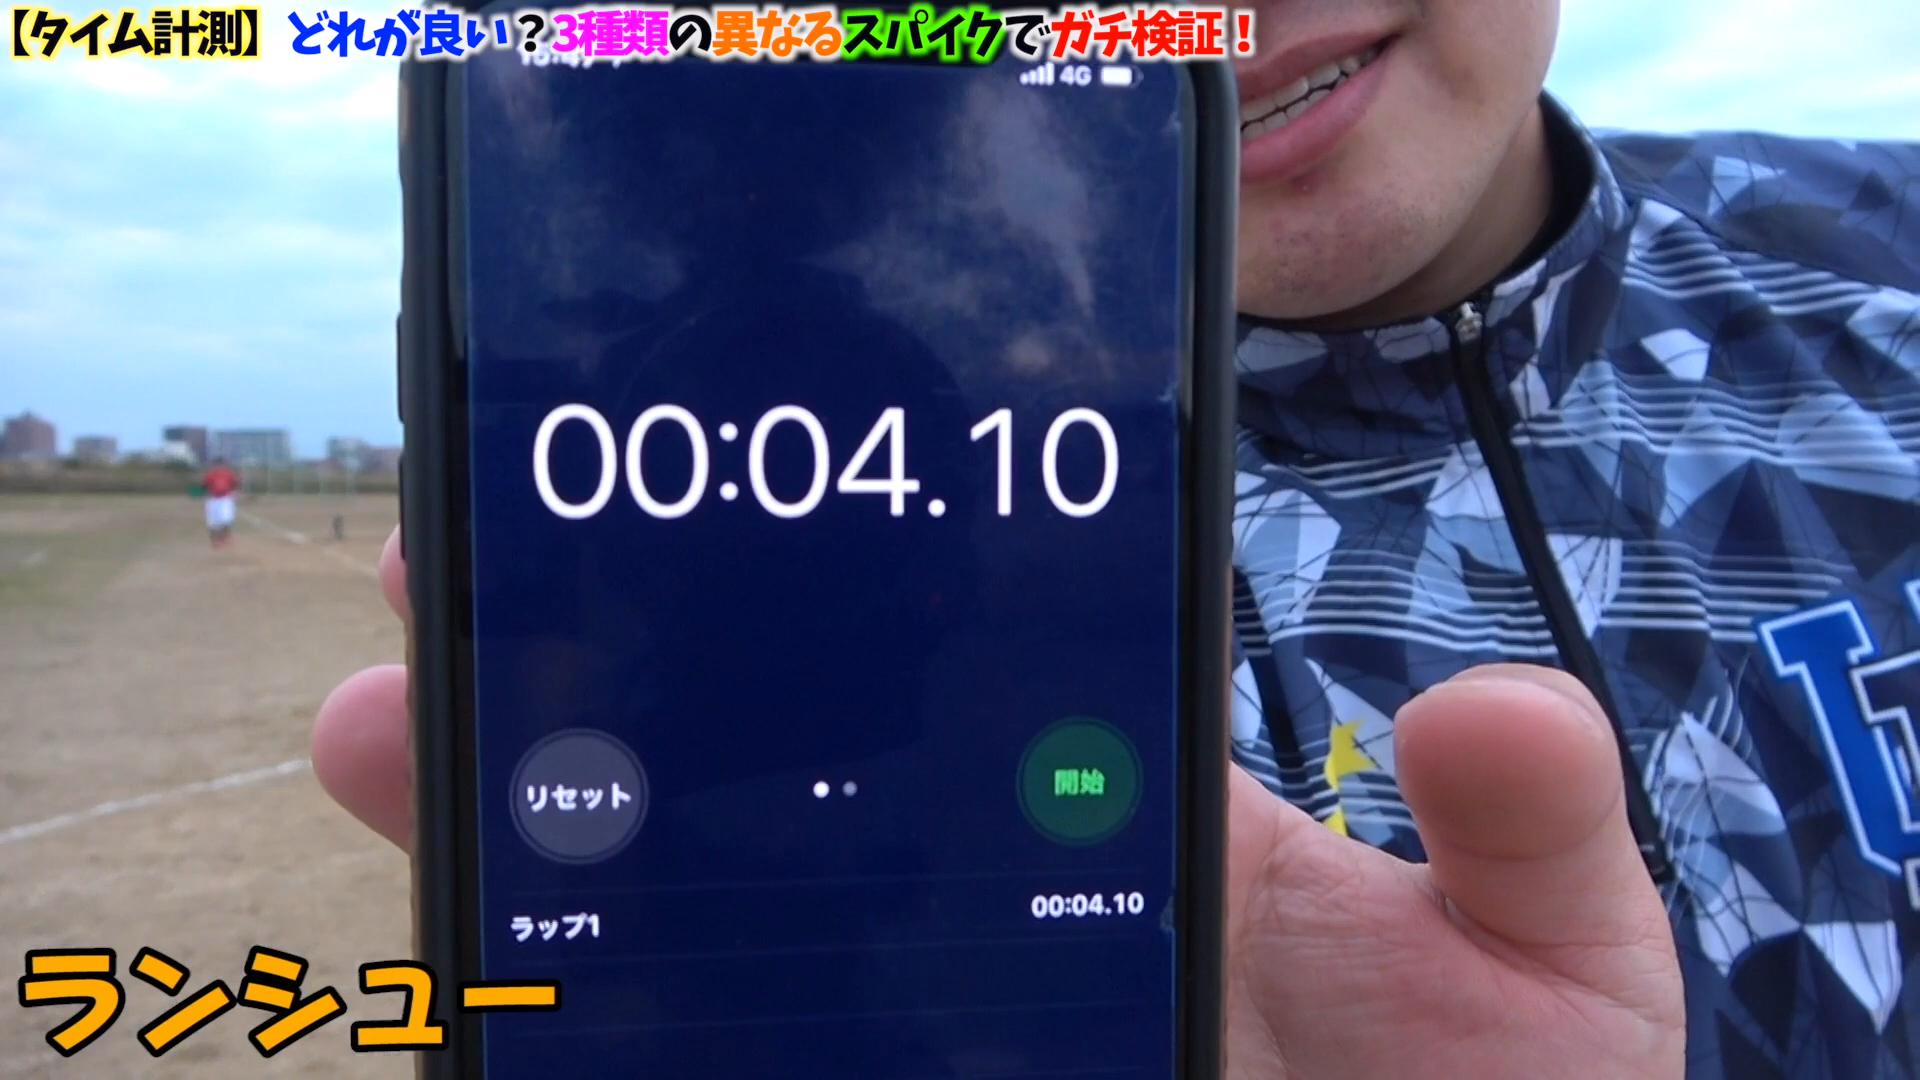 【タイム計測】どれが良い？3種類の異なるスパイクでガチ検証！
4G
00:04.10
リセット
開始
ラップ1
00:04.10
ランシュー